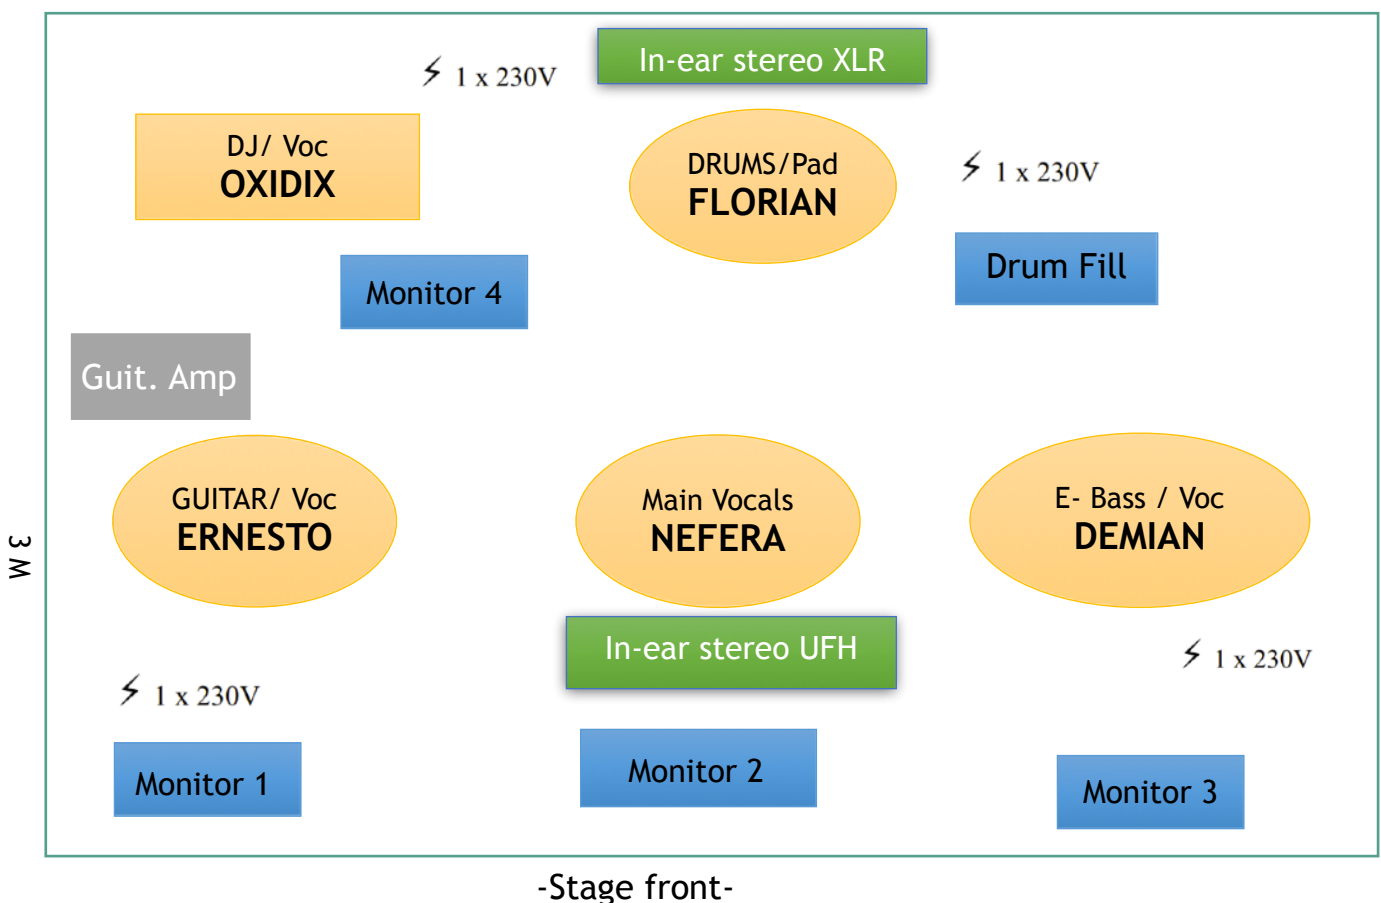 In-ear stereo XLR
⚡ 1 x 230V
DJ/ Voc
OXIDIX
DRUMS/Pad
FLORIAN
⚡ 1 x 230V
Drum Fill
Monitor 4
Guit. Amp
GUITAR/ Voc
ERNESTO
Main Vocals
NEFERA
E- Bass / Voc
DEMIAN
3 M
In-ear stereo UFH
⚡ 1 x 230V
⚡ 1 x 230V
Monitor 1
Monitor 2
Monitor 3
-Stage front-